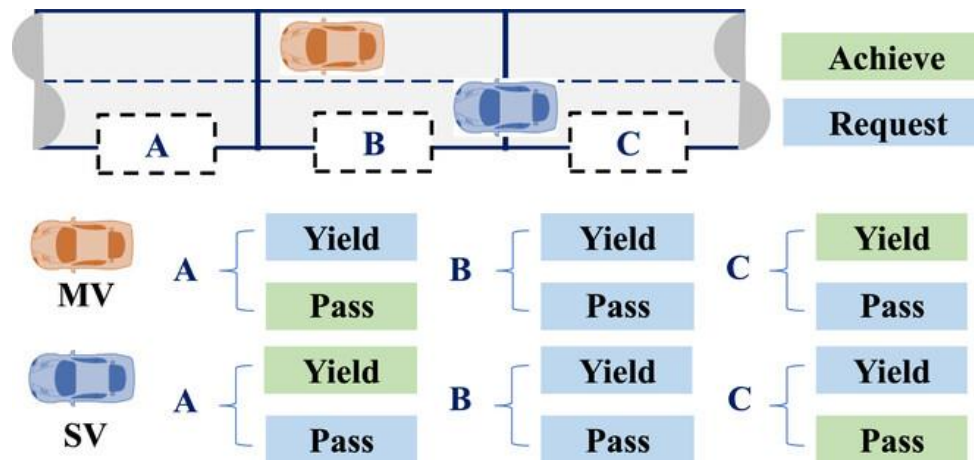 Achieve
Request
A
B
C
MV
A
Yield
Pass
B
Yield
Pass
C
Yield
Pass
SV
A
Yield
Pass
B
Yield
Pass
C
Yield
Pass